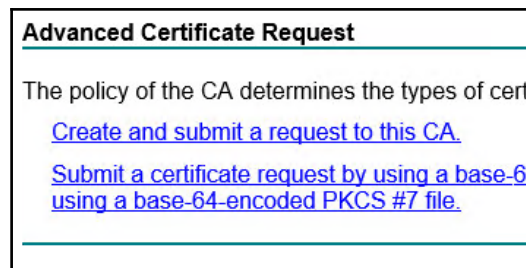 Advanced Certificate Request
The policy of the CA determines the types of cert
Create and submit a request to this CA.
Submit a certificate request by using a base-6
using a base-64-encoded PKCS #7 file.